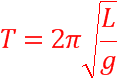 T = 2π√(L/g)